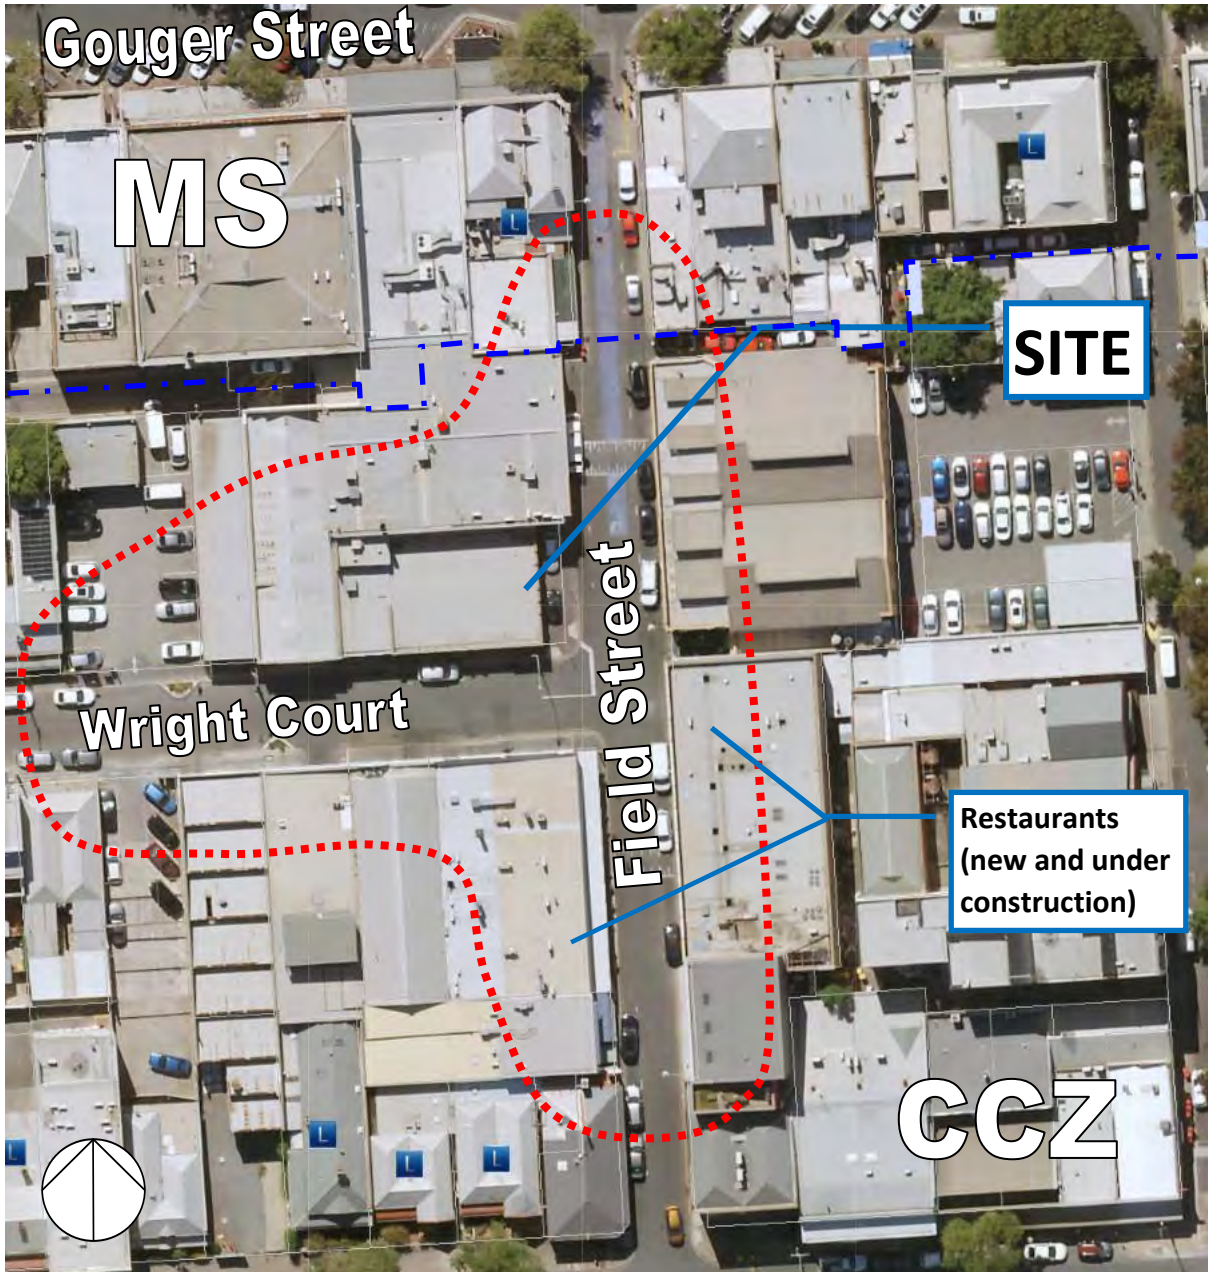 Gouger Street
MS
L
L
SITE
Field Street
Wright Court
Restaurants
(new and under
construction)
CCZ
L
L
L
L